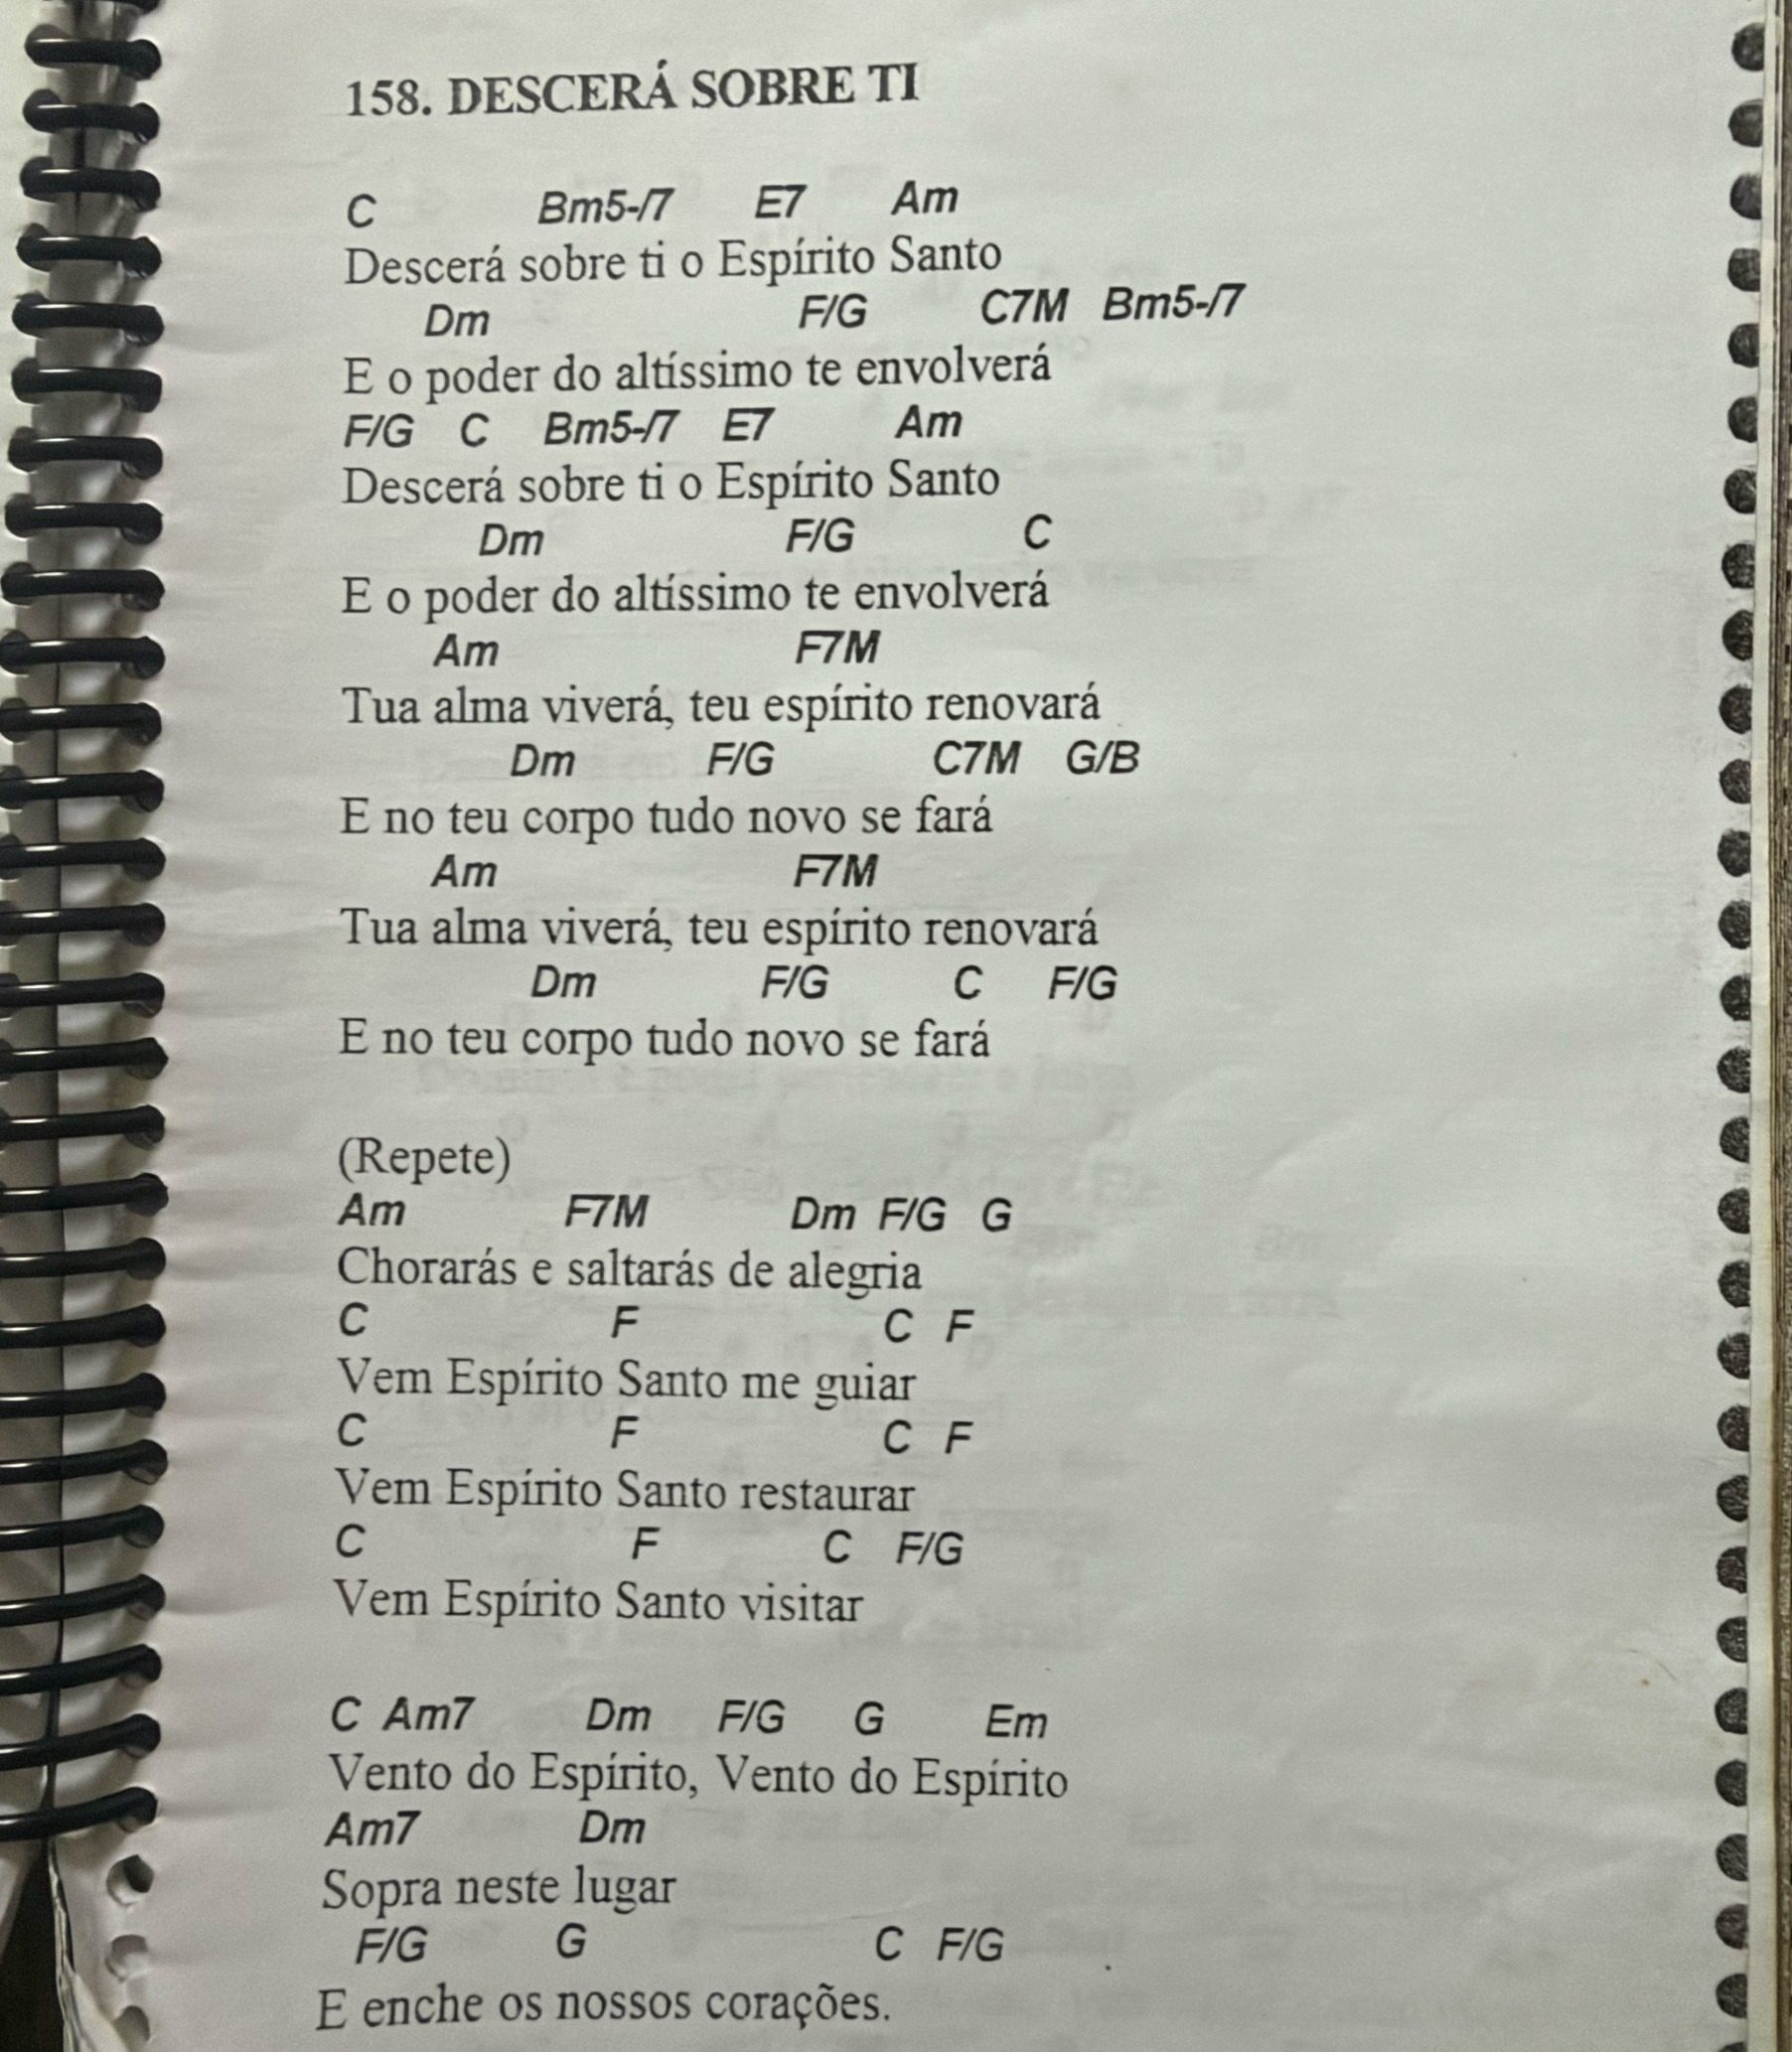 158. DESCERÁ SOBRE TI
C Bm5-/7 E7 Am
Descerá sobre ti o Espírito Santo
Dm F/G C7M Bm5-/7
E o poder do altíssimo te envolverá
F/G C Bm5-/7 E7 Am
Descerá sobre ti o Espírito Santo
Dm F/G C
E o poder do altíssimo te envolverá
Am F7M
Tua alma viverá, teu espírito renovará
Dm F/G C7M G/B
E no teu corpo tudo novo se fará
Am F7M
Tua alma viverá, teu espírito renovará
Dm F/G C F/G
E no teu corpo tudo novo se fará
(Repete)
Am F7M Dm F/G G
Chorarás e saltarás de alegria
C F C F
Vem Espírito Santo me guiar
C F C F
Vem Espírito Santo restaurar
C F C F/G
Vem Espírito Santo visitar
C Am7 Dm F/G G Em
Vento do Espírito, Vento do Espírito
Am7 Dm
Sopra neste lugar
F/G G C F/G
E enche os nossos corações.